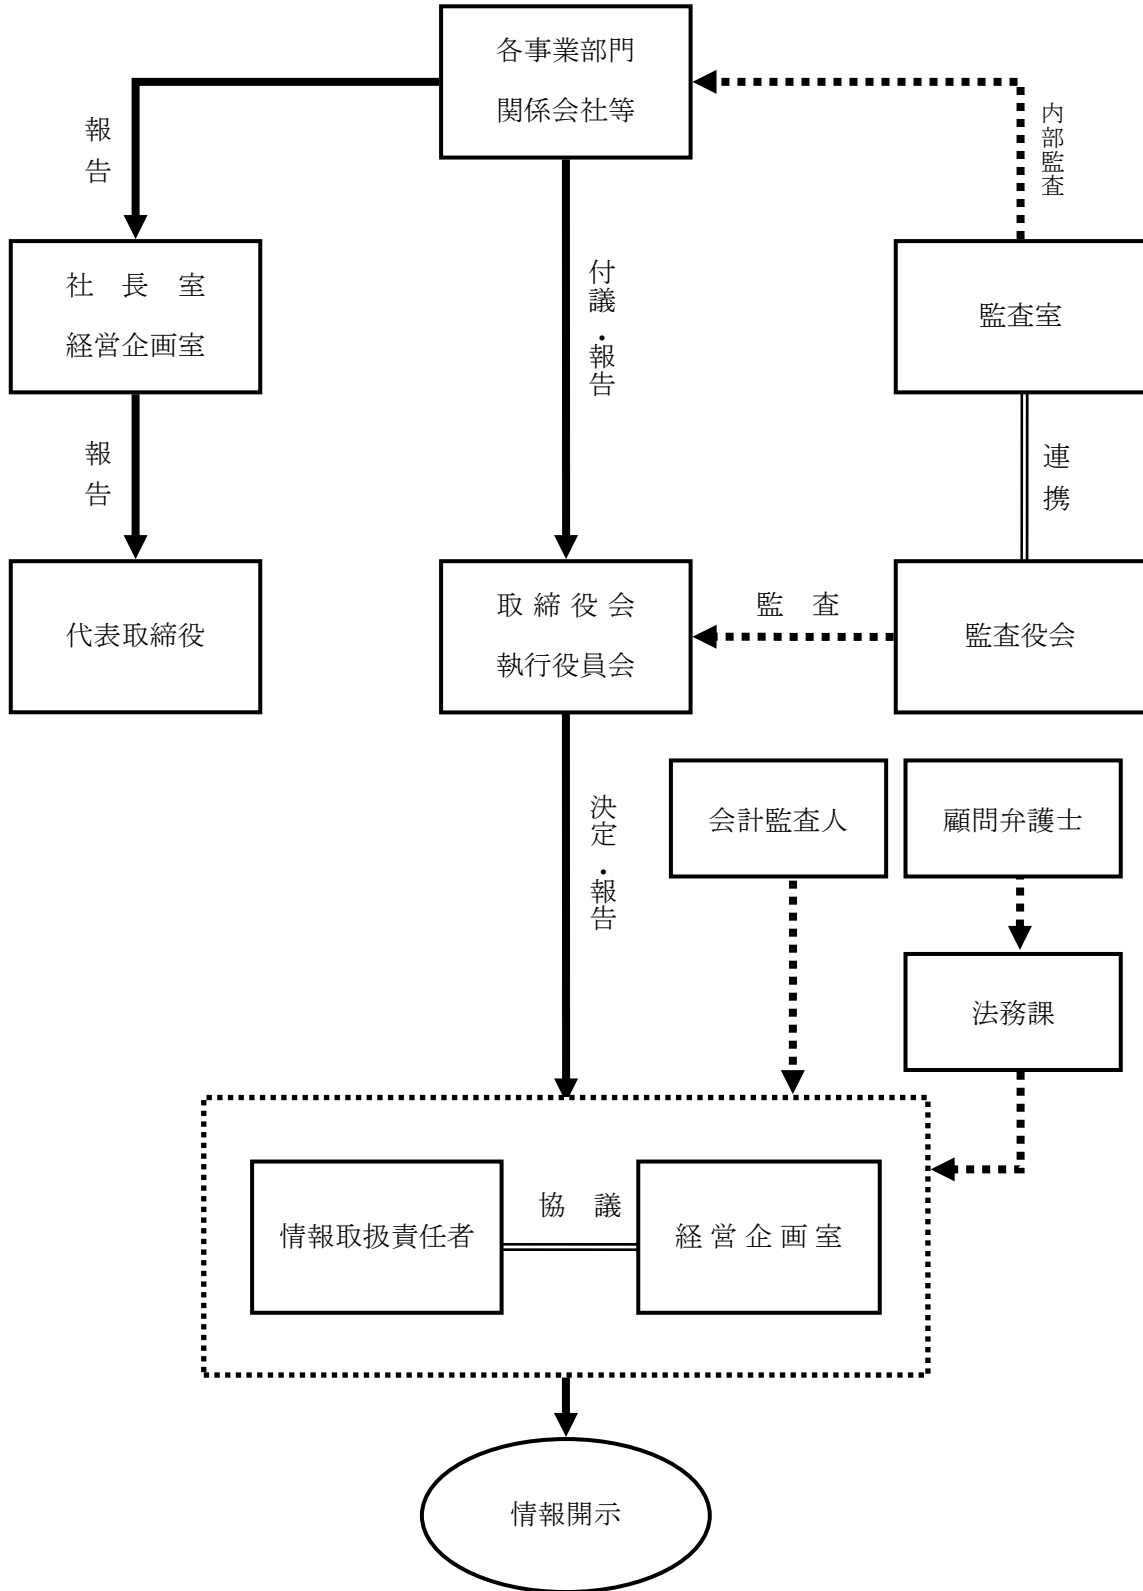 各事業部門
関係会社等
報告
内部監査
社　長　室
経営企画室
付議・報告
監査室
報告
連携
代表取締役
取 締 役 会
執行役員会
監　査
監査役会
決定・報告
会計監査人
顧問弁護士
法務課
情報取扱責任者
協　議
経 営 企 画 室
情報開示